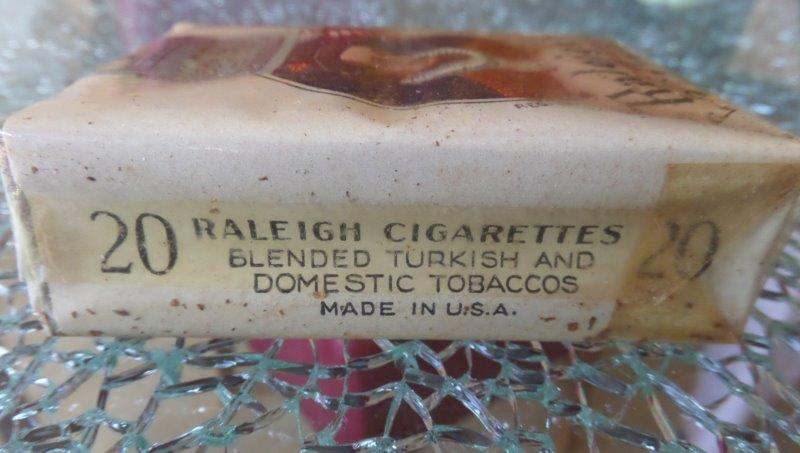 20 RALEIGH CIGARETTES 20
BLENDED TURKISH AND
DOMESTIC TOBACCOS
MADE IN U.S.A.